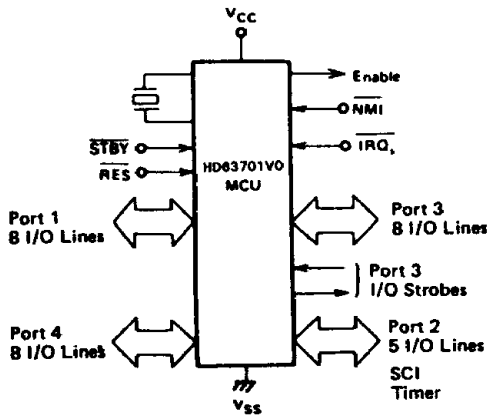 VCC
Enable
NMI
STBY
IRQ1
RES
HD63701V0
MCU
Port 1
8 I/O Lines
Port 3
8 I/O Lines
Port 3
I/O Strobes
Port 4
8 I/O Lines
Port 2
5 I/O Lines
SCI
Timer
VSS